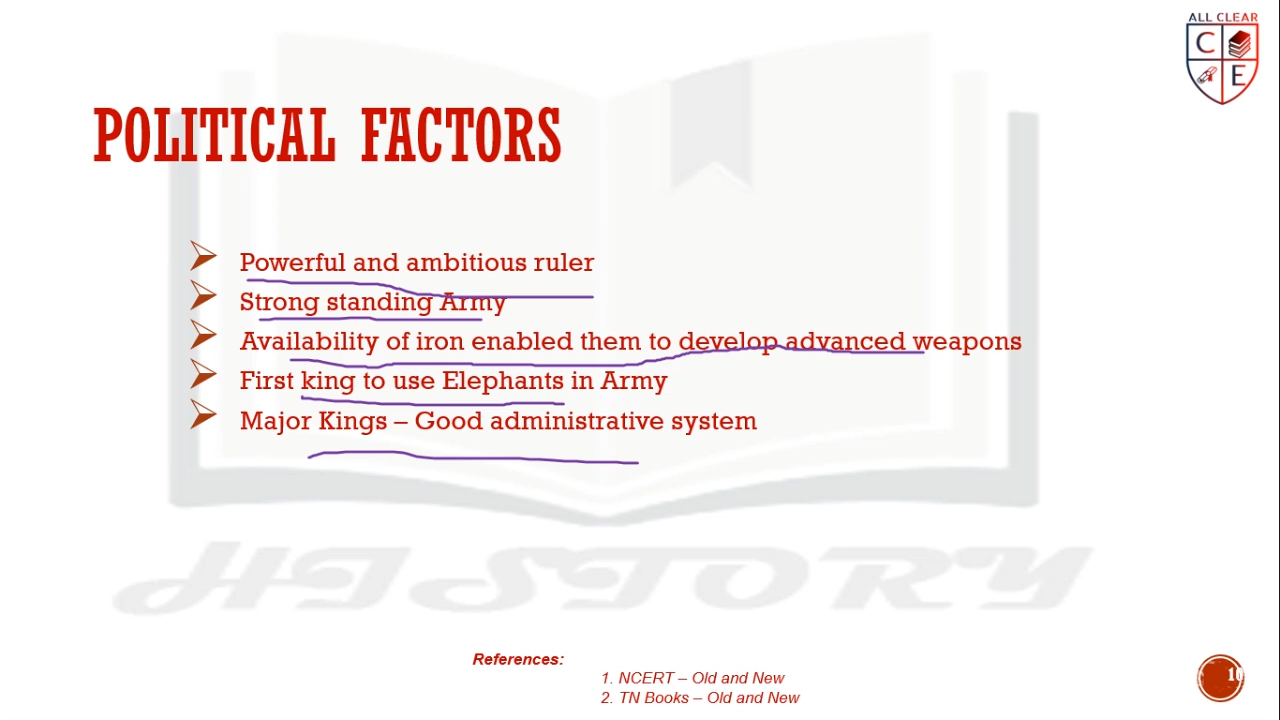 ALL CLEAR
C
E
POLITICAL FACTORS
Powerful and ambitious ruler
Strong standing Army
Availability of iron enabled them to develop advanced weapons
First king to use Elephants in Army
Major Kings – Good administrative system
HISTORY
References:
1. NCERT – Old and New
2. TN Books – Old and New